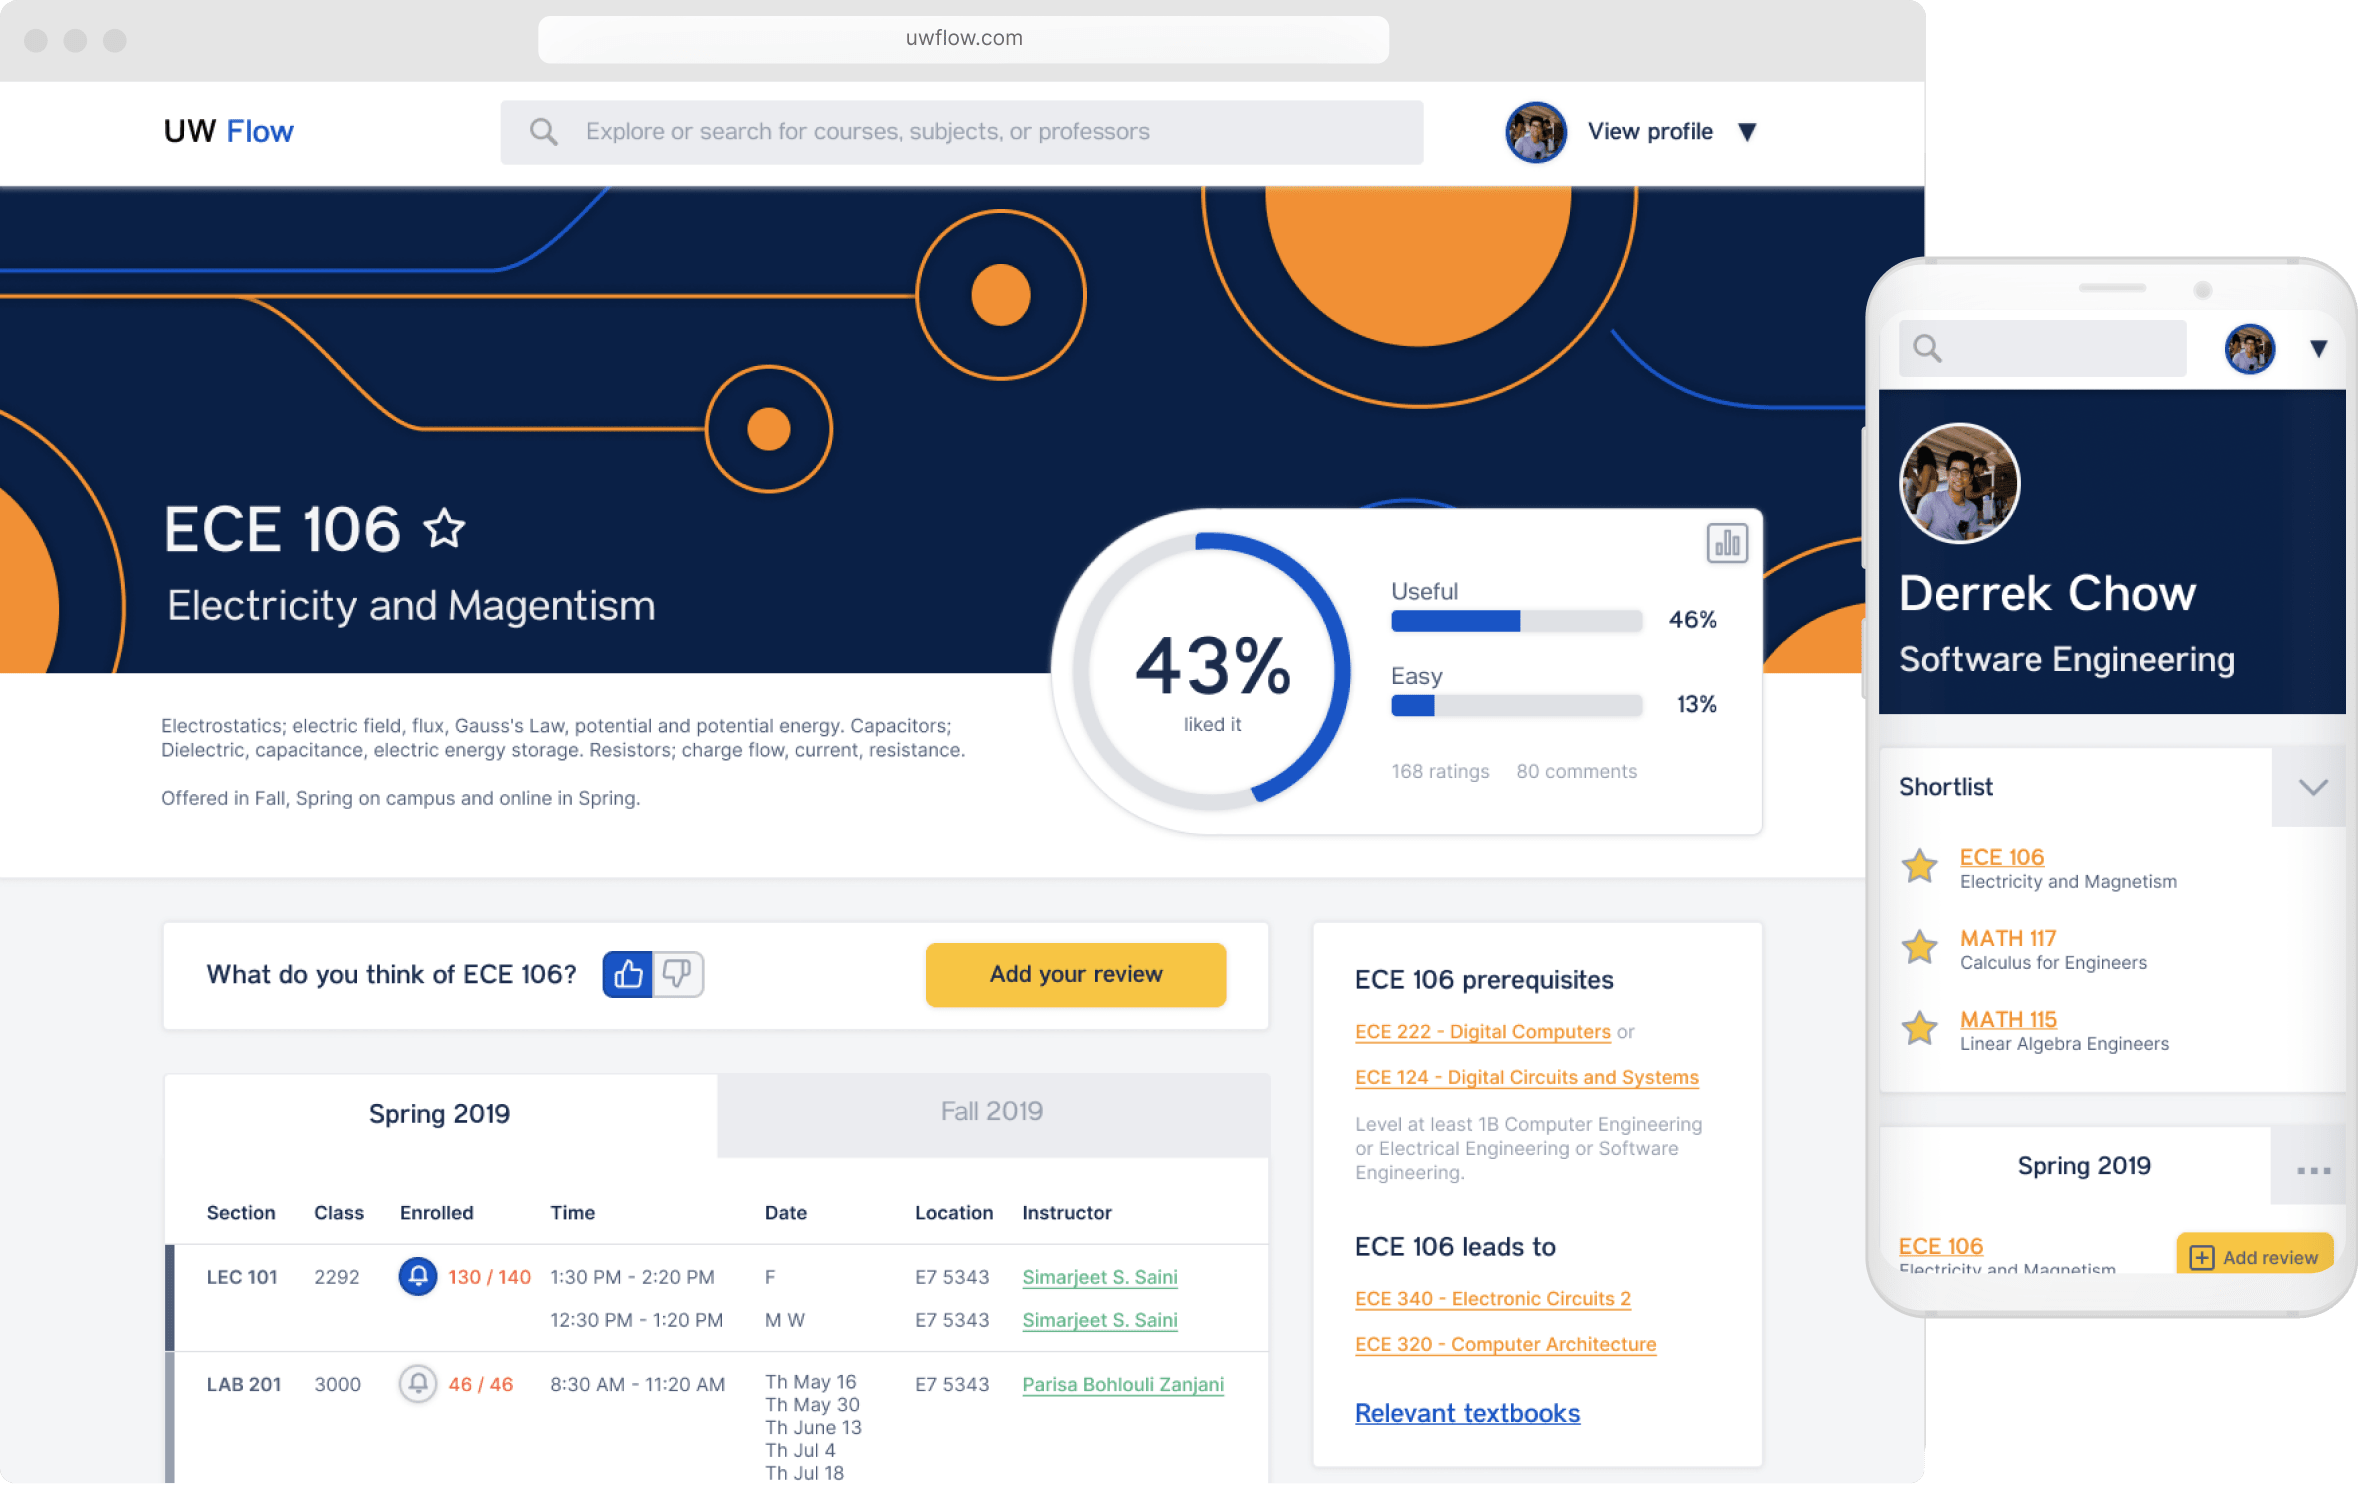 uwflow.com
UW Flow
Explore or search for courses, subjects, or professors
View profile
ECE 106
Electricity and Magentism
43%
liked it
Useful
46%
Easy
13%
168 ratings 80 comments
Electrostatics; electric field, flux, Gauss's Law, potential and potential energy. Capacitors;
Dielectric, capacitance, electric energy storage. Resistors; charge flow, current, resistance.
Offered in Fall, Spring on campus and online in Spring.
What do you think of ECE 106?
Add your review
Spring 2019
Fall 2019
Section Class Enrolled Time Date Location Instructor
LEC 101 2292 130 / 140 1:30 PM - 2:20 PM F E7 5343 Simarjeet S. Saini
12:30 PM - 1:20 PM M W E7 5343 Simarjeet S. Saini
LAB 201 3000 46 / 46 8:30 AM - 11:20 AM Th May 16 E7 5343 Parisa Bohlouli Zanjani
Th May 30
Th June 13
Th Jul 4
Th Jul 18
ECE 106 prerequisites
ECE 222 - Digital Computers or
ECE 124 - Digital Circuits and Systems
Level at least 1B Computer Engineering
or Electrical Engineering or Software
Engineering.
ECE 106 leads to
ECE 340 - Electronic Circuits 2
ECE 320 - Computer Architecture
Relevant textbooks
Derrek Chow
Software Engineering
Shortlist
ECE 106
Electricity and Magnetism
MATH 117
Calculus for Engineers
MATH 115
Linear Algebra Engineers
Spring 2019
ECE 106
Electricity and Magnetism
Add review